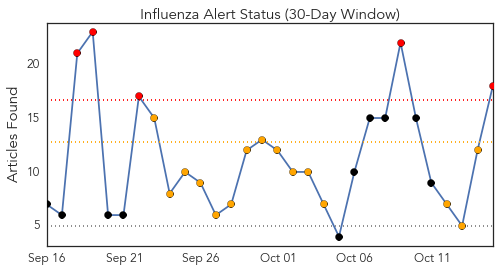 Influenza Alert Status (30-Day Window)
Articles Found
20
15
10
5
Sep 16 Sep 21 Sep 26 Oct 01 Oct 06 Oct 11